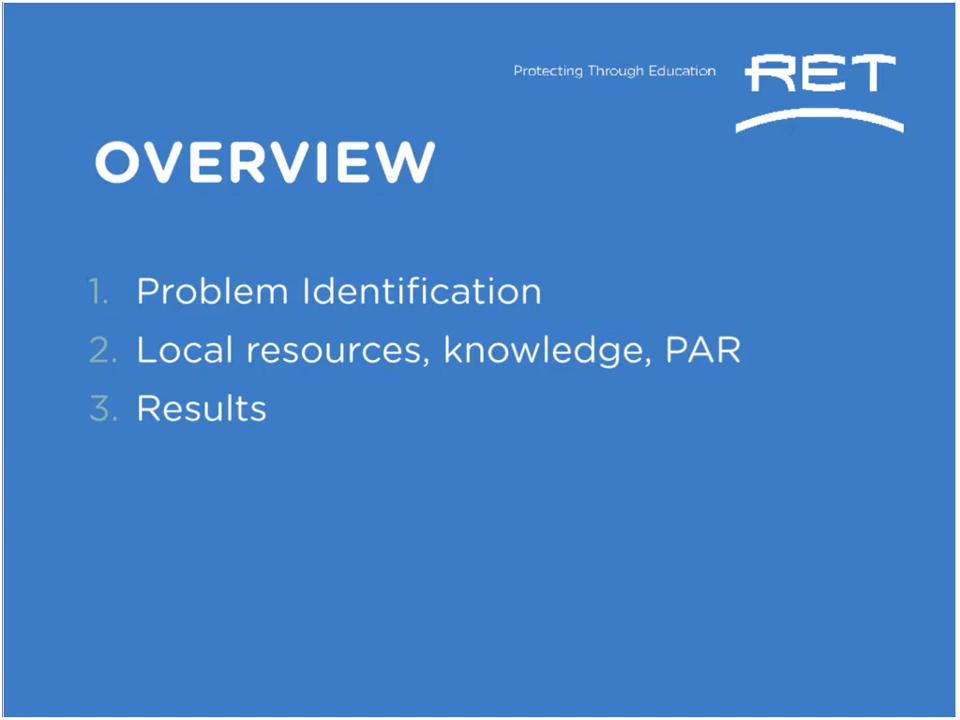 Protecting Through Education
RET
OVERVIEW
1. Problem Identification
2. Local resources, knowledge, PAR
3. Results